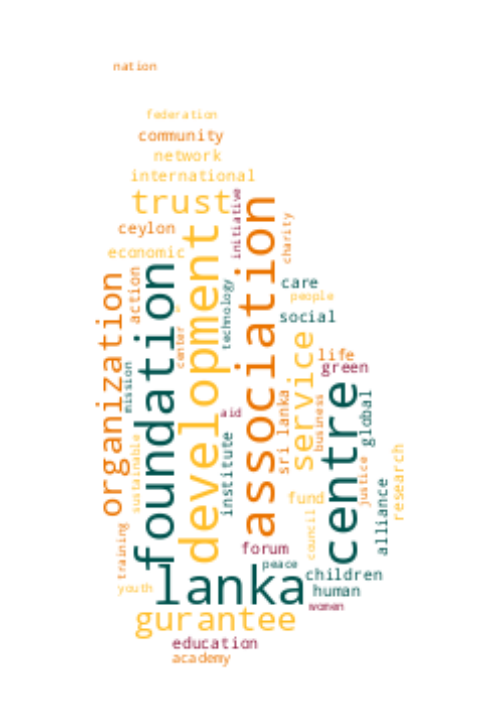 nation
federation
community
network
international
trust
initiative
association
charity
ceylon
development
economic
foundation
action
organization
care
people
technology
social
center
service
life
green
mission
centre
aid
sri lanka
business
global
institute
sustainable
research
justice
alliance
fund
council
training
forum
peace
youth
lanka
children
human
women
gurantee
education
academy